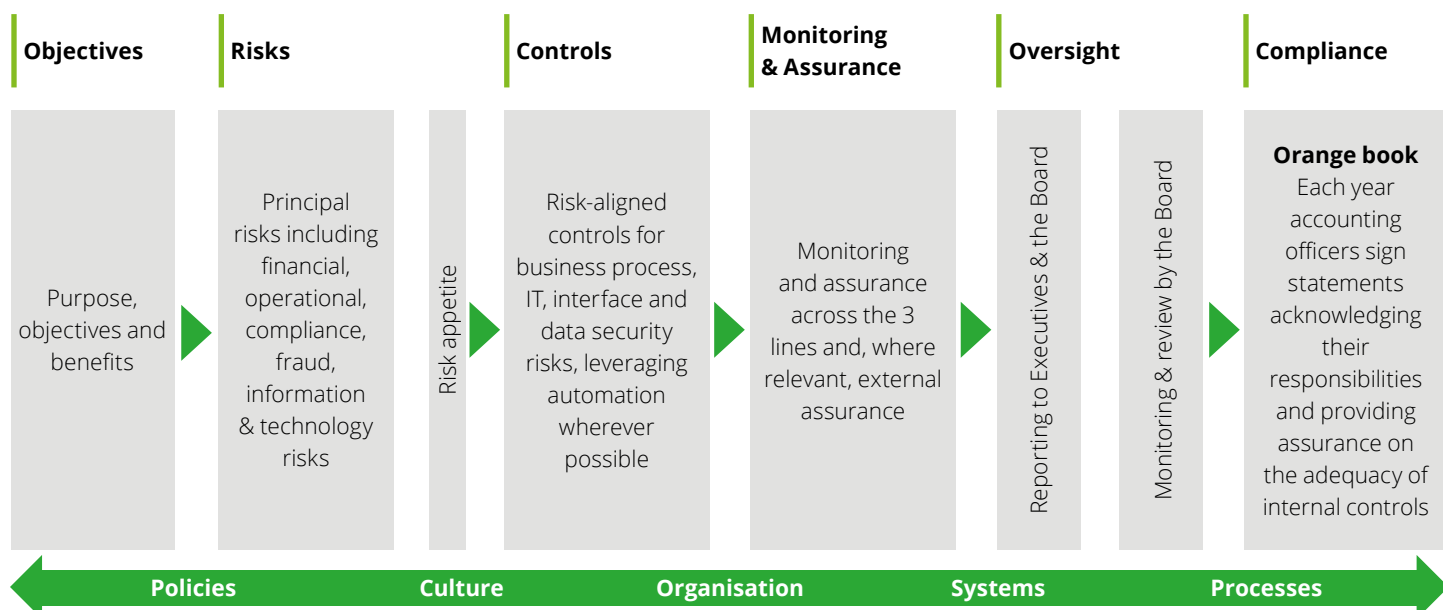 Objectives
Risks
Controls
Monitoring
& Assurance
Oversight
Compliance
Purpose,
objectives and
benefits
Principal
risks including
financial,
operational,
compliance,
fraud,
information
& technology
risks
Risk appetite
Risk-aligned
controls for
business process,
IT, interface and
data security
risks, leveraging
automation
wherever
possible
Monitoring
and assurance
across the 3
lines and, where
relevant, external
assurance
Reporting to Executives & the Board
Monitoring & review by the Board
Orange book
Each year
accounting
officers sign
statements
acknowledging
their
responsibilities
and providing
assurance on
the adequacy of
internal controls
Policies
Culture
Organisation
Systems
Processes